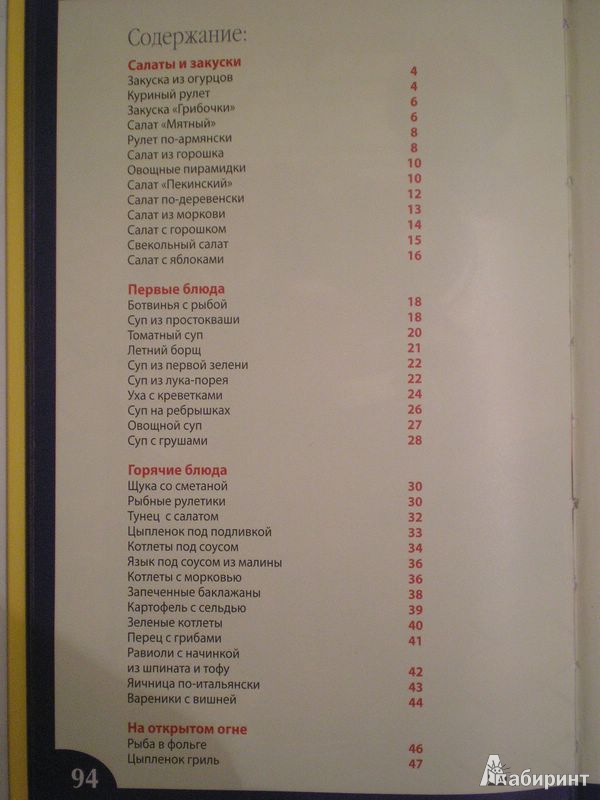 Содержание:
Салаты и закуски
Закуска из огурцов 4
Куриный рулет 4
Закуска «Грибочки» 6
Салат «Мятный» 6
Рулет по-армянски 8
Салат из горошка 8
Овощные пирамидки 10
Салат «Пекинский» 10
Салат по-деревенски 12
Салат из моркови 13
Салат с горошком 14
Свекольный салат 15
Салат с яблоками 16
Первые блюда
Ботвинья с рыбой 18
Суп из простокваши 18
Томатный суп 20
Летний борщ 21
Суп из первой зелени 22
Суп из лука-порея 22
Уха с креветками 24
Суп на ребрышках 26
Овощной суп 27
Суп с грушами 28
Горячие блюда
Щука со сметаной 30
Рыбные рулетики 30
Тунец с салатом 32
Цыпленок под подливкой 33
Котлеты под соусом 34
Язык под соусом из малины 36
Котлеты с морковью 36
Запеченные баклажаны 38
Картофель с сельдью 39
Зеленые котлеты 40
Перец с грибами 41
Равиоли с начинкой
из шпината и тофу 42
Яичница по-итальянски 43
Вареники с вишней 44
На открытом огне
Рыба в фольге 46
Цыпленок гриль 47
94
Лабиринт